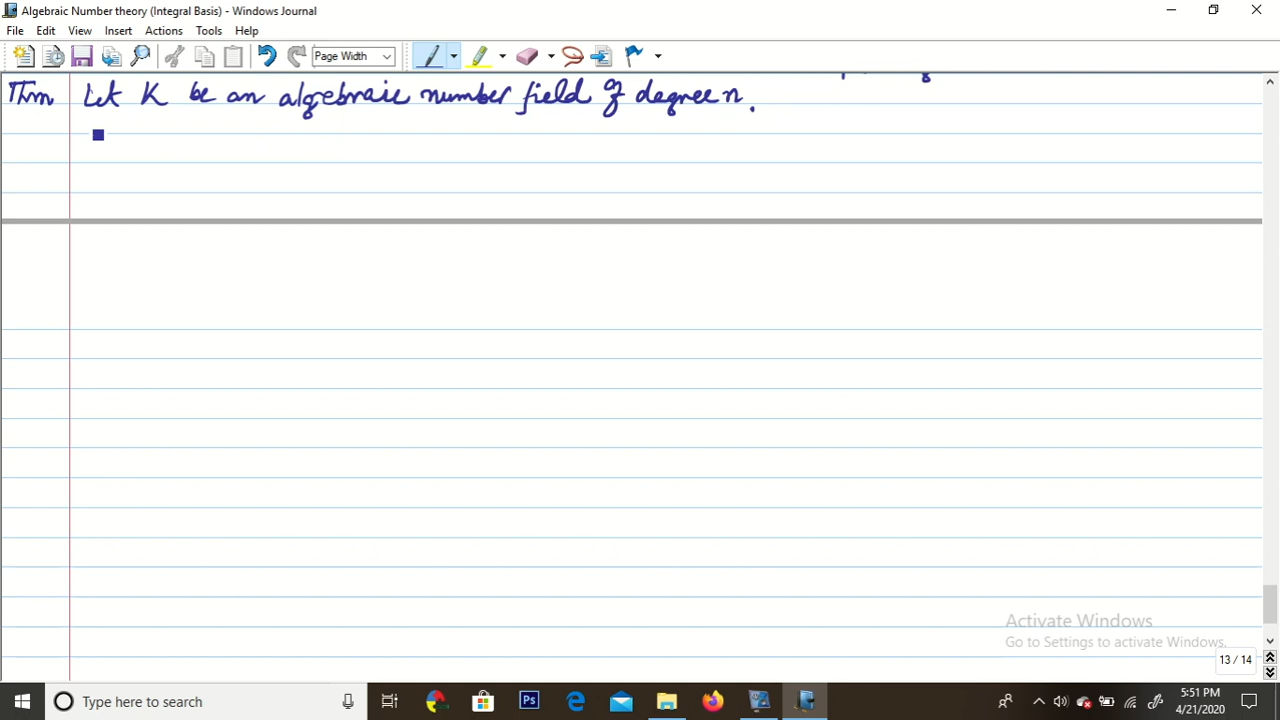 Algebraic Number theory (Integral Basis) - Windows Journal
File Edit View Insert Actions Tools Help
Page Width
Thm Let K be an algebraic number field of degree n.
Activate Windows
Go to Settings to activate Windows.
13 / 14
Type here to search
Ps
5:51 PM
4/21/2020